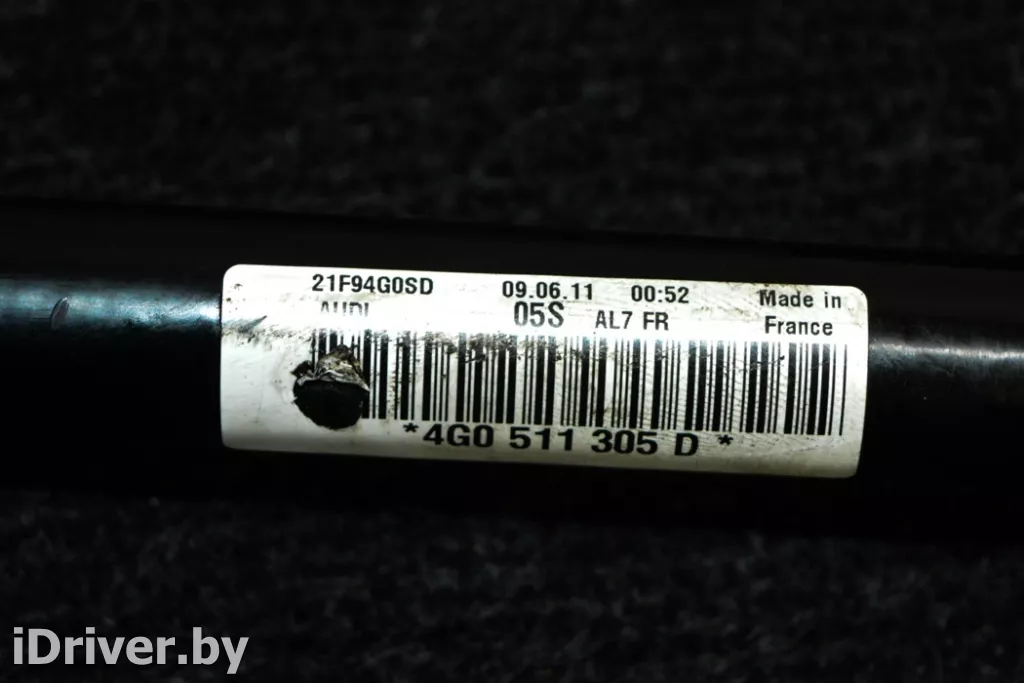 21F94G0SD 09.06.11 00:52 Made in
AUDI 05S AL7 FR France
*4G0 511 305 D *
iDriver.by